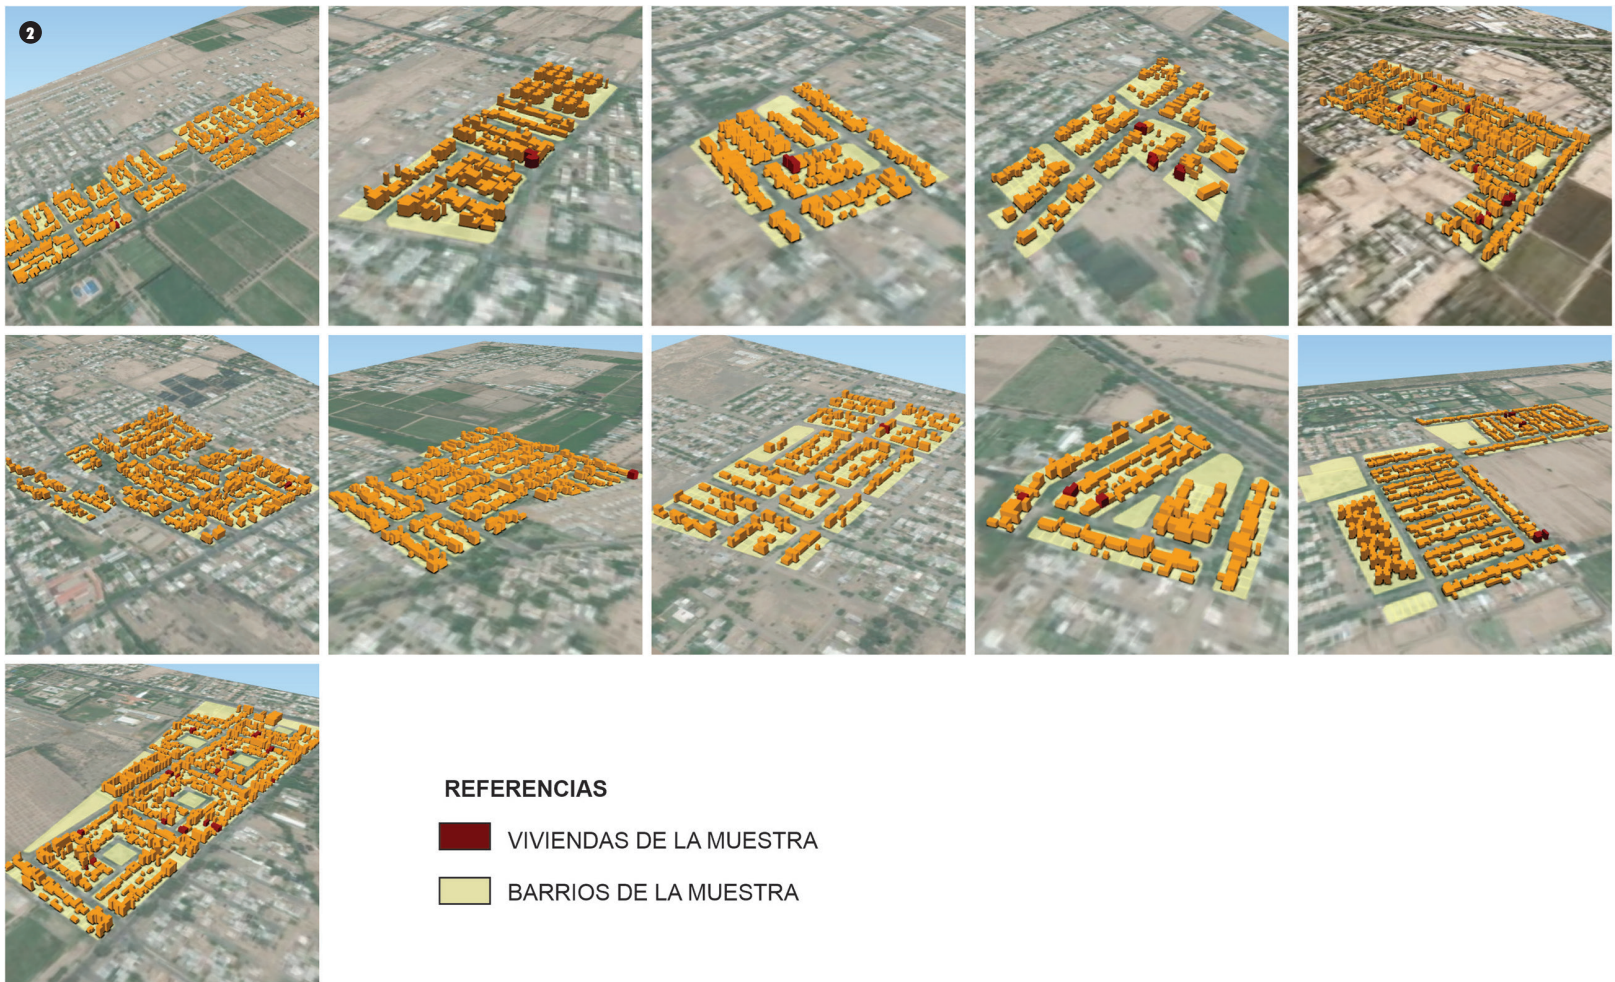 2
REFERENCIAS
VIVIENDAS DE LA MUESTRA
BARRIOS DE LA MUESTRA